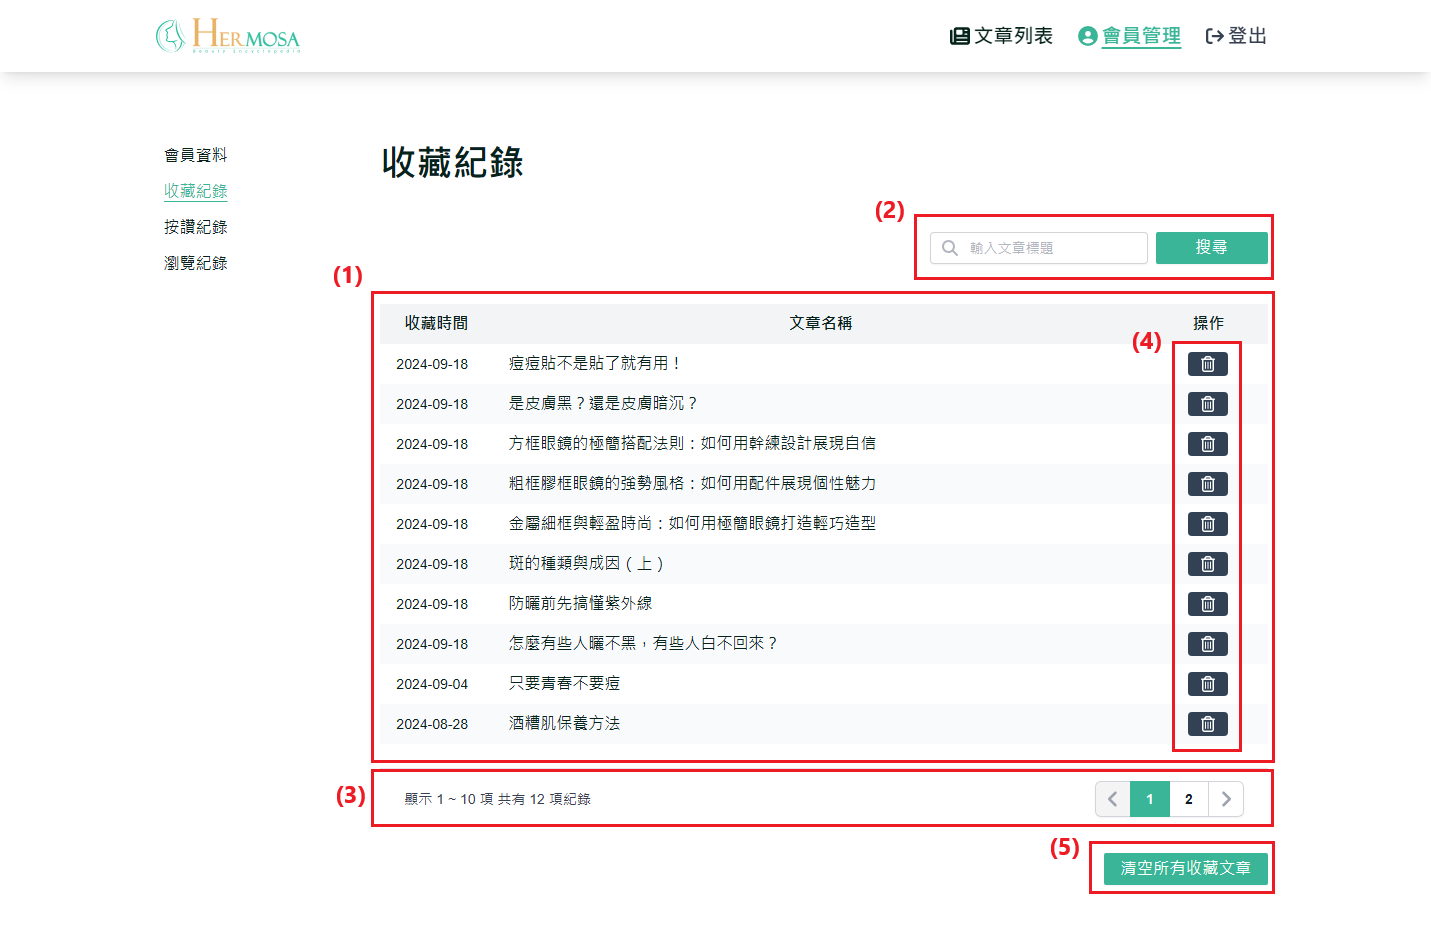 HERMOSA
Beauty Encyclopedia
文章列表
會員管理
登出
會員資料
收藏紀錄
按讚紀錄
瀏覽紀錄
收藏紀錄
(2)
輸入文章標題
搜尋
(1)
收藏時間 文章名稱 操作
(4)
2024-09-18 痘痘貼不是貼了就有用！
2024-09-18 是皮膚黑？還是皮膚暗沉？
2024-09-18 方框眼鏡的極簡搭配法則：如何用幹練設計展現自信
2024-09-18 粗框膠框眼鏡的強勢風格：如何用配件展現個性魅力
2024-09-18 金屬細框與輕盈時尚：如何用極簡眼鏡打造輕巧造型
2024-09-18 斑的種類與成因（上）
2024-09-18 防曬前先搞懂紫外線
2024-09-18 怎麼有些人曬不黑，有些人白不回來？
2024-09-04 只要青春不要痘
2024-08-28 酒糟肌保養方法
(3)
顯示 1 ~ 10 項 共有 12 項紀錄
1 2
(5)
清空所有收藏文章